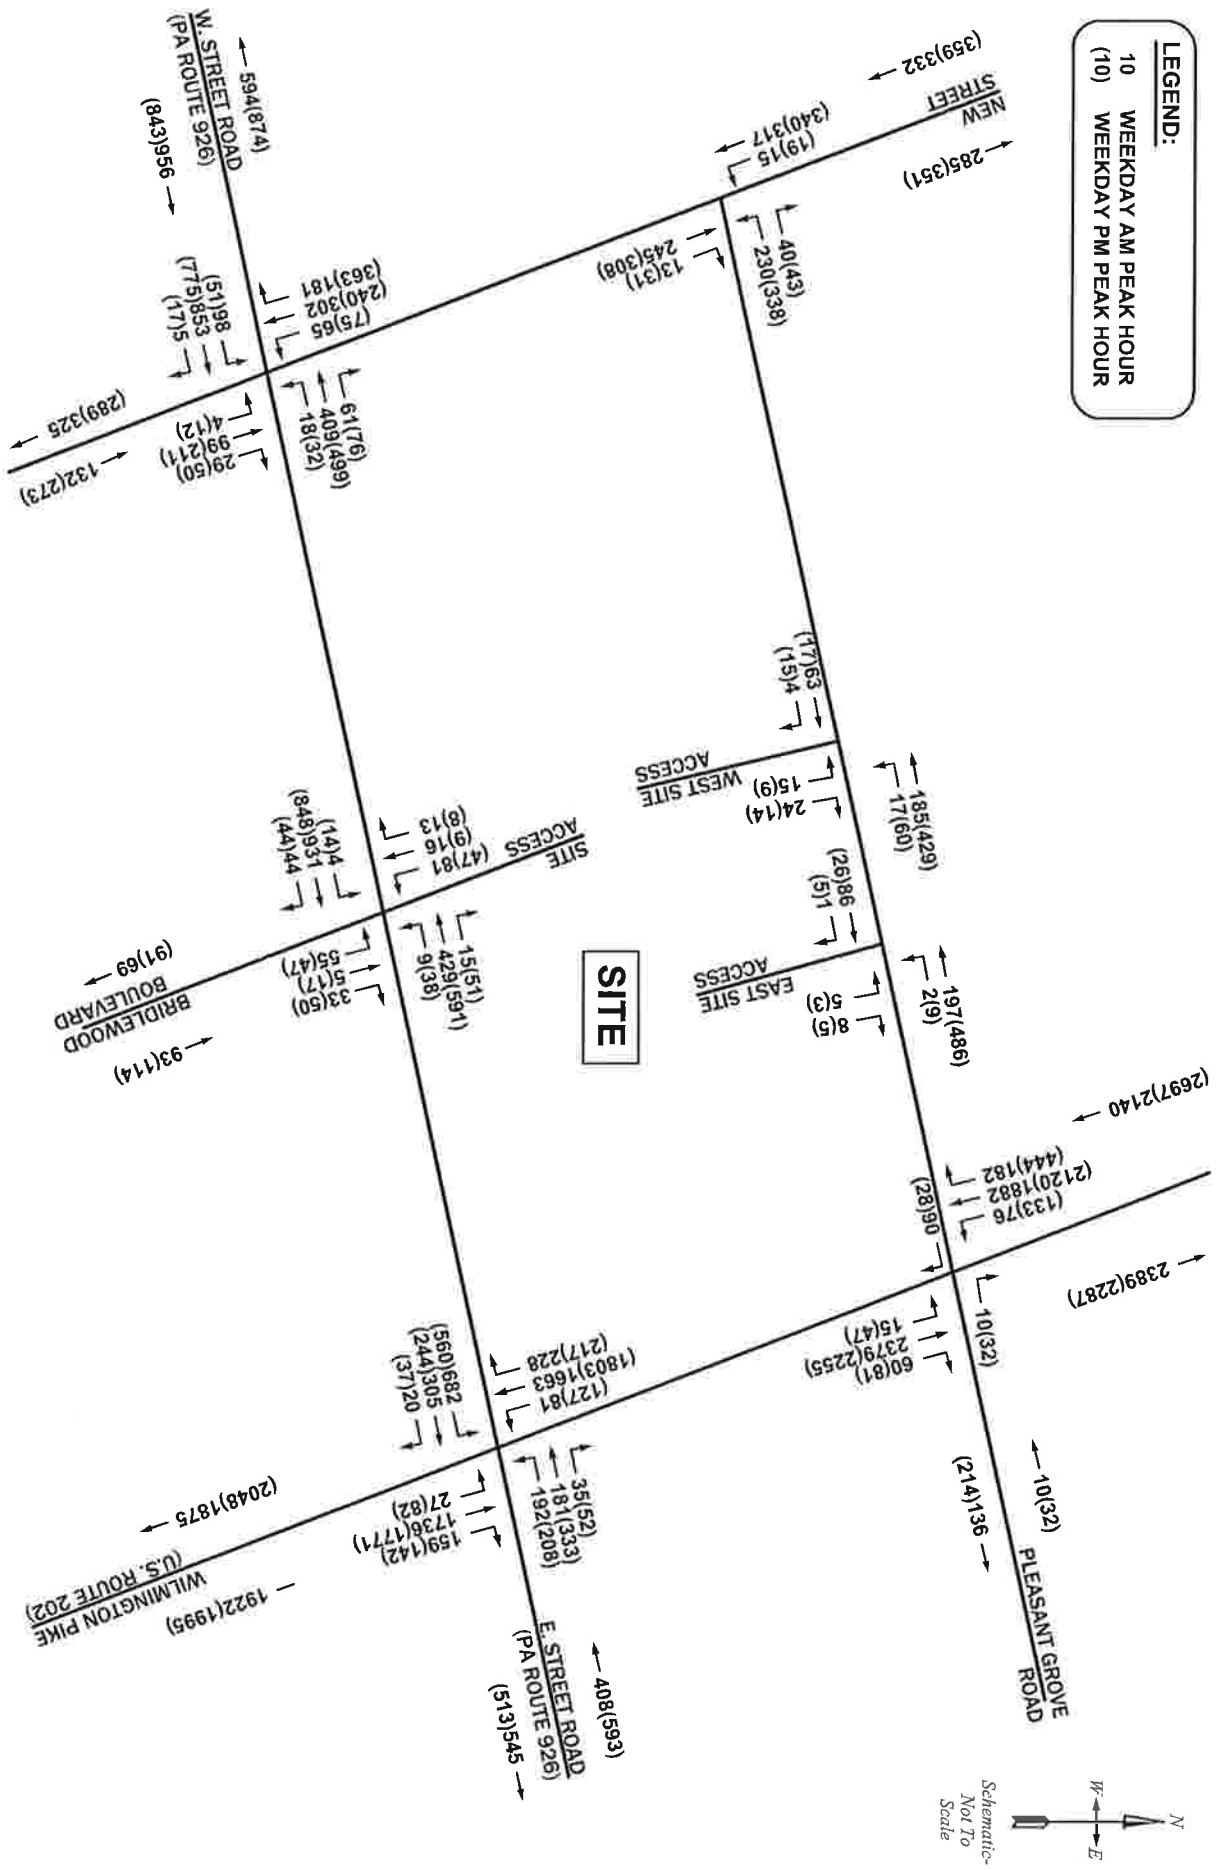 LEGEND:
10 WEEKDAY AM PEAK HOUR
(10) WEEKDAY PM PEAK HOUR
N
W
E
Schematic-
Not To
Scale
(359)332
NEW
STREET
285(351)
(340)317
(19)15
40(43)
230(338)
245(308)
13(31)
W. STREET ROAD
(PA ROUTE 926)
594(874)
(843)956
(363)181
(240)302
(75)65
(51)98
(775)853
(17)5
61(76)
409(499)
18(32)
4(12)
99(211)
29(50)
(289)325
132(273)
(17)63
(15)4
185(429)
17(60)
15(9)
24(14)
WEST SITE
ACCESS
(26)86
(5)1
197(486)
2(9)
5(3)
8(5)
EAST SITE
ACCESS
SITE
SITE
ACCESS
(8)13
(9)16
(47)81
(14)4
(848)931
(44)44
15(51)
429(591)
9(38)
55(47)
5(17)
33(50)
(91)69
BRIDLEWOOD
BOULEVARD
93(114)
(2697)2140
2389(2287)
(444)182
(2120)1882
(133)76
(28)90
10(32)
15(47)
2379(2255)
60(81)
10(32)
(214)136
PLEASANT GROVE
ROAD
(217)228
(1803)1663
(127)81
(560)682
(244)305
(37)20
35(52)
181(333)
192(208)
27(82)
1736(1771)
159(142)
(2048)1875
WILMINGTON PIKE
(U.S. ROUTE 202)
1922(1995)
E. STREET ROAD
(PA ROUTE 926)
408(593)
(513)545